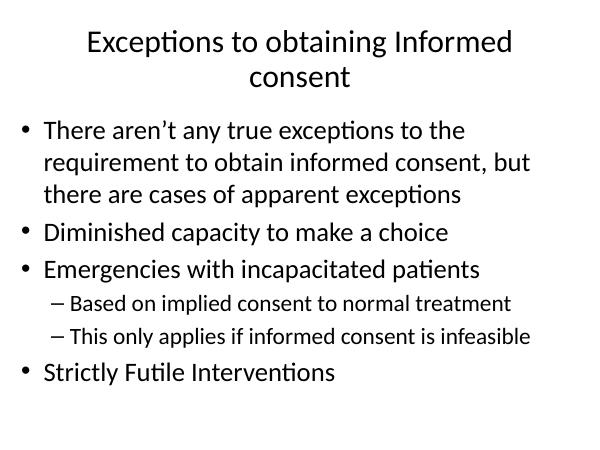 Exceptions to obtaining Informed
consent
• There aren’t any true exceptions to the
requirement to obtain informed consent, but
there are cases of apparent exceptions
• Diminished capacity to make a choice
• Emergencies with incapacitated patients
– Based on implied consent to normal treatment
– This only applies if informed consent is infeasible
• Strictly Futile Interventions